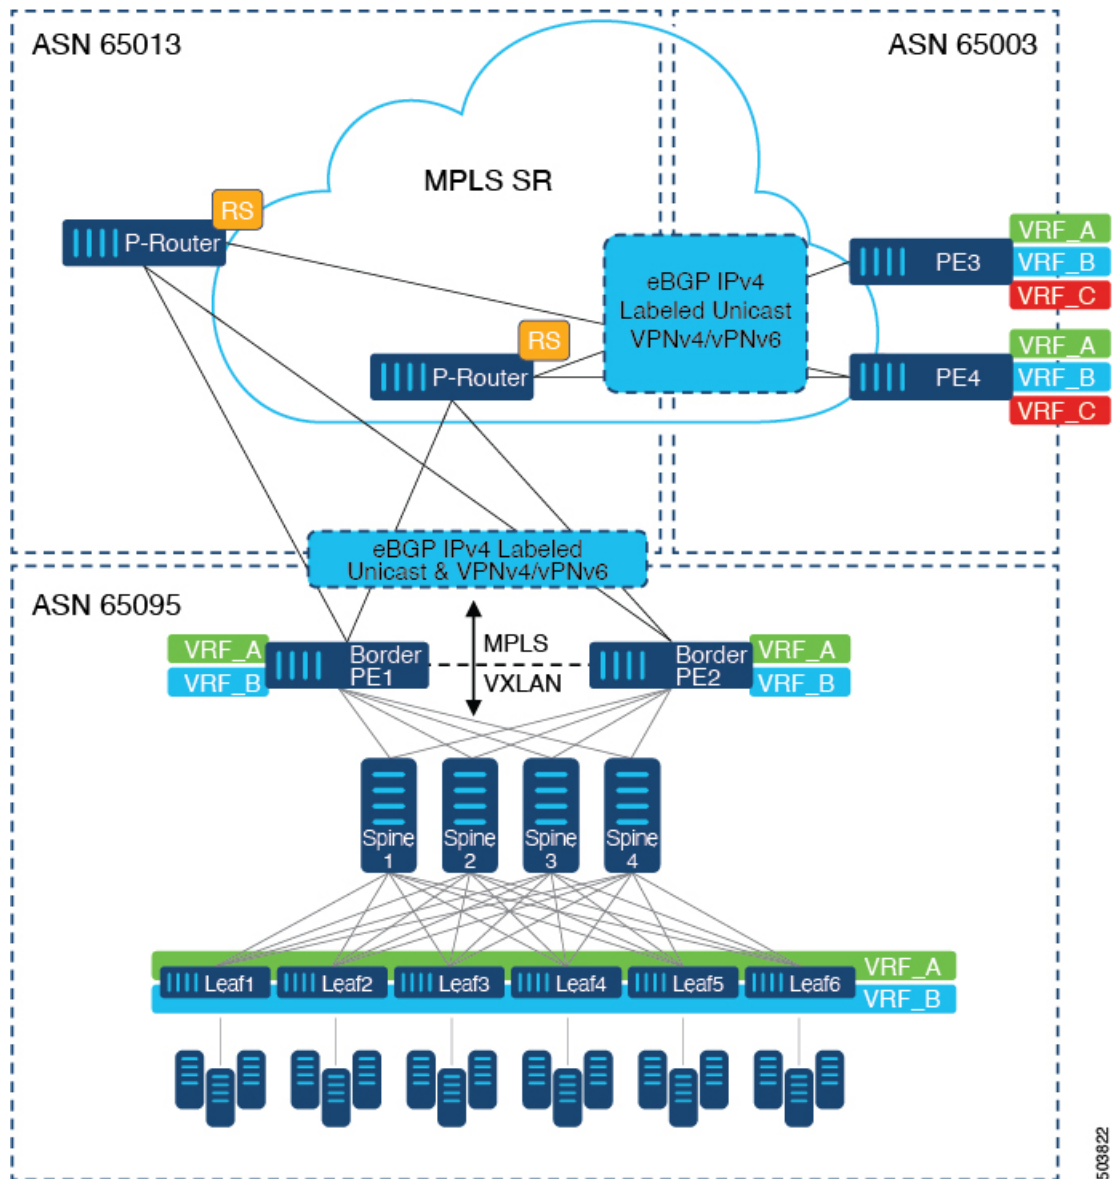 ASN 65013
ASN 65003
MPLS SR
RS
P-Router
RS
P-Router
eBGP IPv4
Labeled Unicast
VPNv4/vPNv6
PE3
VRF_A
VRF_B
VRF_C
PE4
VRF_A
VRF_B
VRF_C
eBGP IPv4 Labeled
Unicast & VPNv4/vPNv6
ASN 65095
VRF_A
VRF_B
Border
PE1
MPLS
VXLAN
Border
PE2
VRF_A
VRF_B
Spine
1
Spine
2
Spine
3
Spine
4
Leaf1
Leaf2
Leaf3
Leaf4
Leaf5
Leaf6
VRF_A
VRF_B
503822